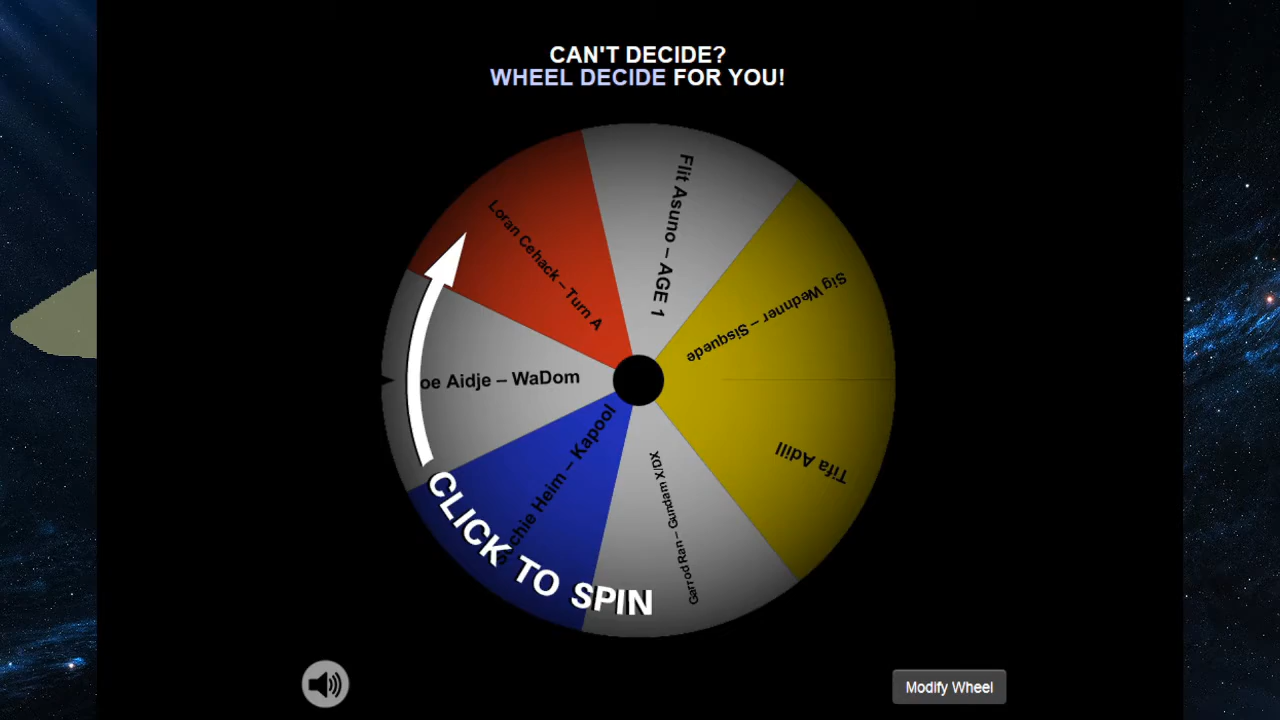 CAN'T DECIDE?
WHEEL DECIDE FOR YOU!
Flit Asuno – AGE 1
Loran Cehack – Turn A
Sig Wednner – Sisquede
oe Aidje – WaDom
Tifa Adill
chie Heim – Kapool
Garrod Ran – Gundam X/DX
CLICK TO SPIN
Modify Wheel